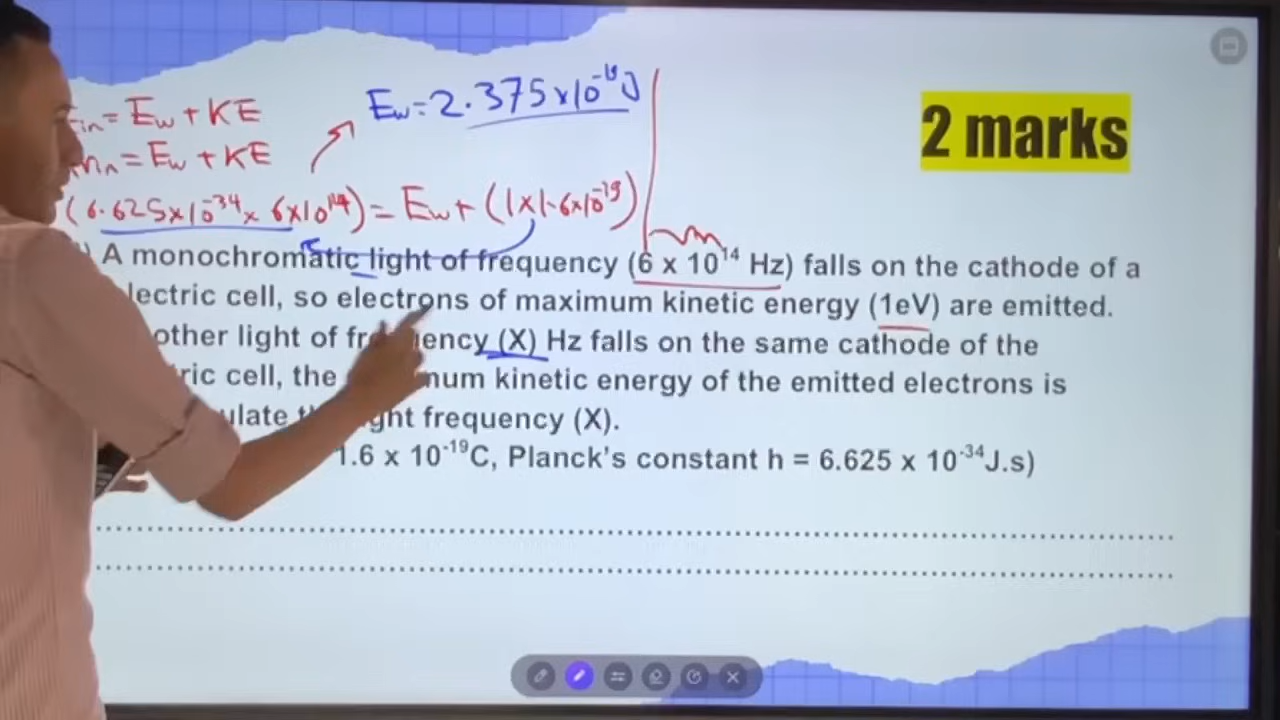 Ew = 2.375 x 10⁻¹⁹ J
in = Ew + KE
= Ew + KE
(6.625 x 10⁻³⁴ x 6 x 10¹⁴) = Ew + (1 x 1.6 x 10⁻¹⁹)
2 marks
A monochromatic light of frequency (6 x 10¹⁴ Hz) falls on the cathode of a
lectric cell, so electrons of maximum kinetic energy (1eV) are emitted.
other light of (X) Hz falls on the same cathode of the
ric cell, the num kinetic energy of the emitted electrons is
ulate frequency (X).
1.6 x 10⁻¹⁹C, Planck's constant h = 6.625 x 10⁻³⁴J.s)